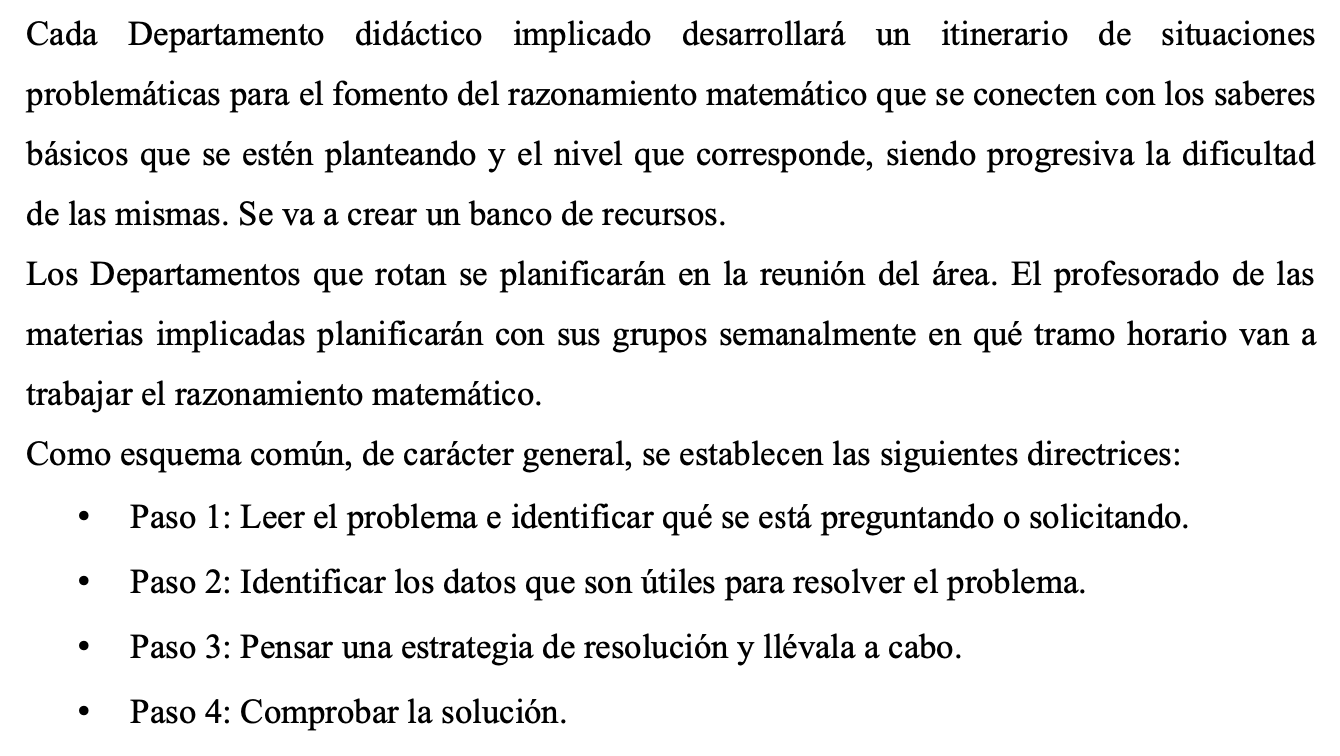 Cada Departamento didáctico implicado desarrollará un itinerario de situaciones
problemáticas para el fomento del razonamiento matemático que se conecten con los saberes
básicos que se estén planteando y el nivel que corresponde, siendo progresiva la dificultad
de las mismas. Se va a crear un banco de recursos.
Los Departamentos que rotan se planificarán en la reunión del área. El profesorado de las
materias implicadas planificarán con sus grupos semanalmente en qué tramo horario van a
trabajar el razonamiento matemático.
Como esquema común, de carácter general, se establecen las siguientes directrices:
• Paso 1: Leer el problema e identificar qué se está preguntando o solicitando.
• Paso 2: Identificar los datos que son útiles para resolver el problema.
• Paso 3: Pensar una estrategia de resolución y llévala a cabo.
• Paso 4: Comprobar la solución.